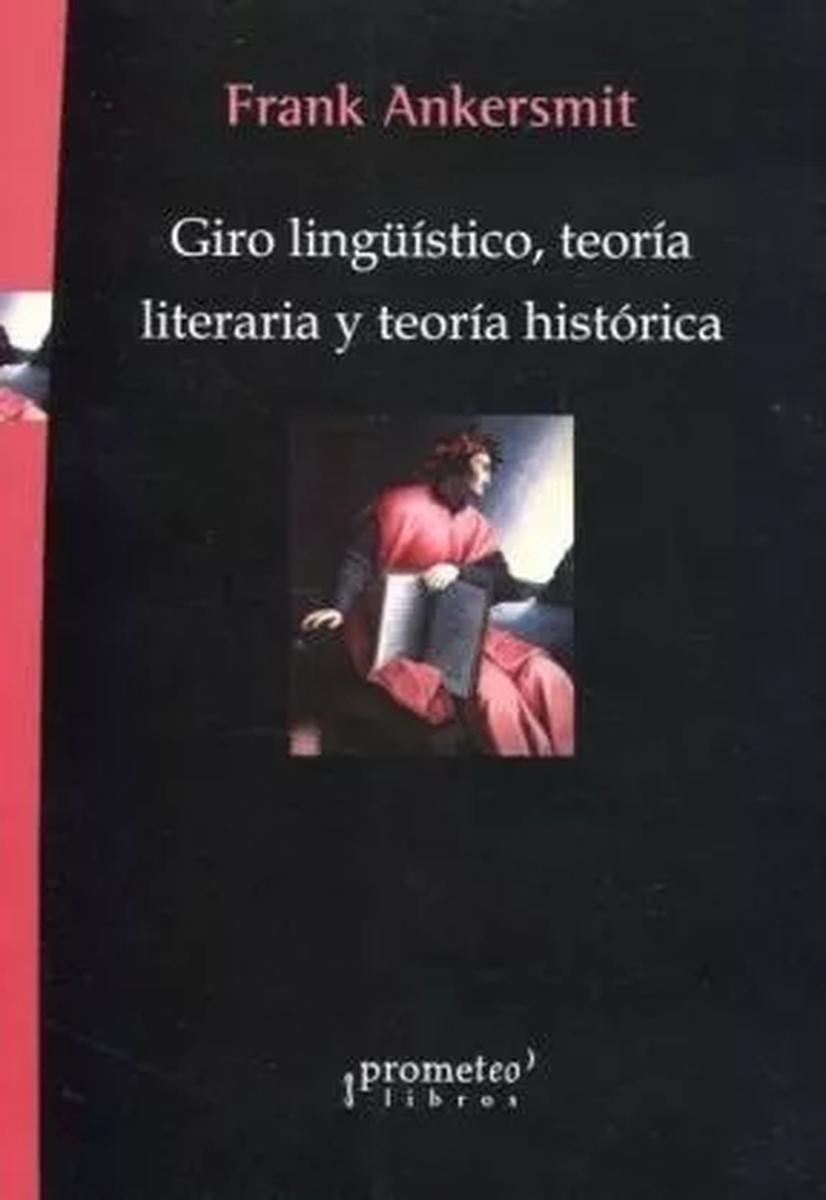 Frank Ankersmit
Giro lingüístico, teoría
literaria y teoría histórica
prometeo
libros